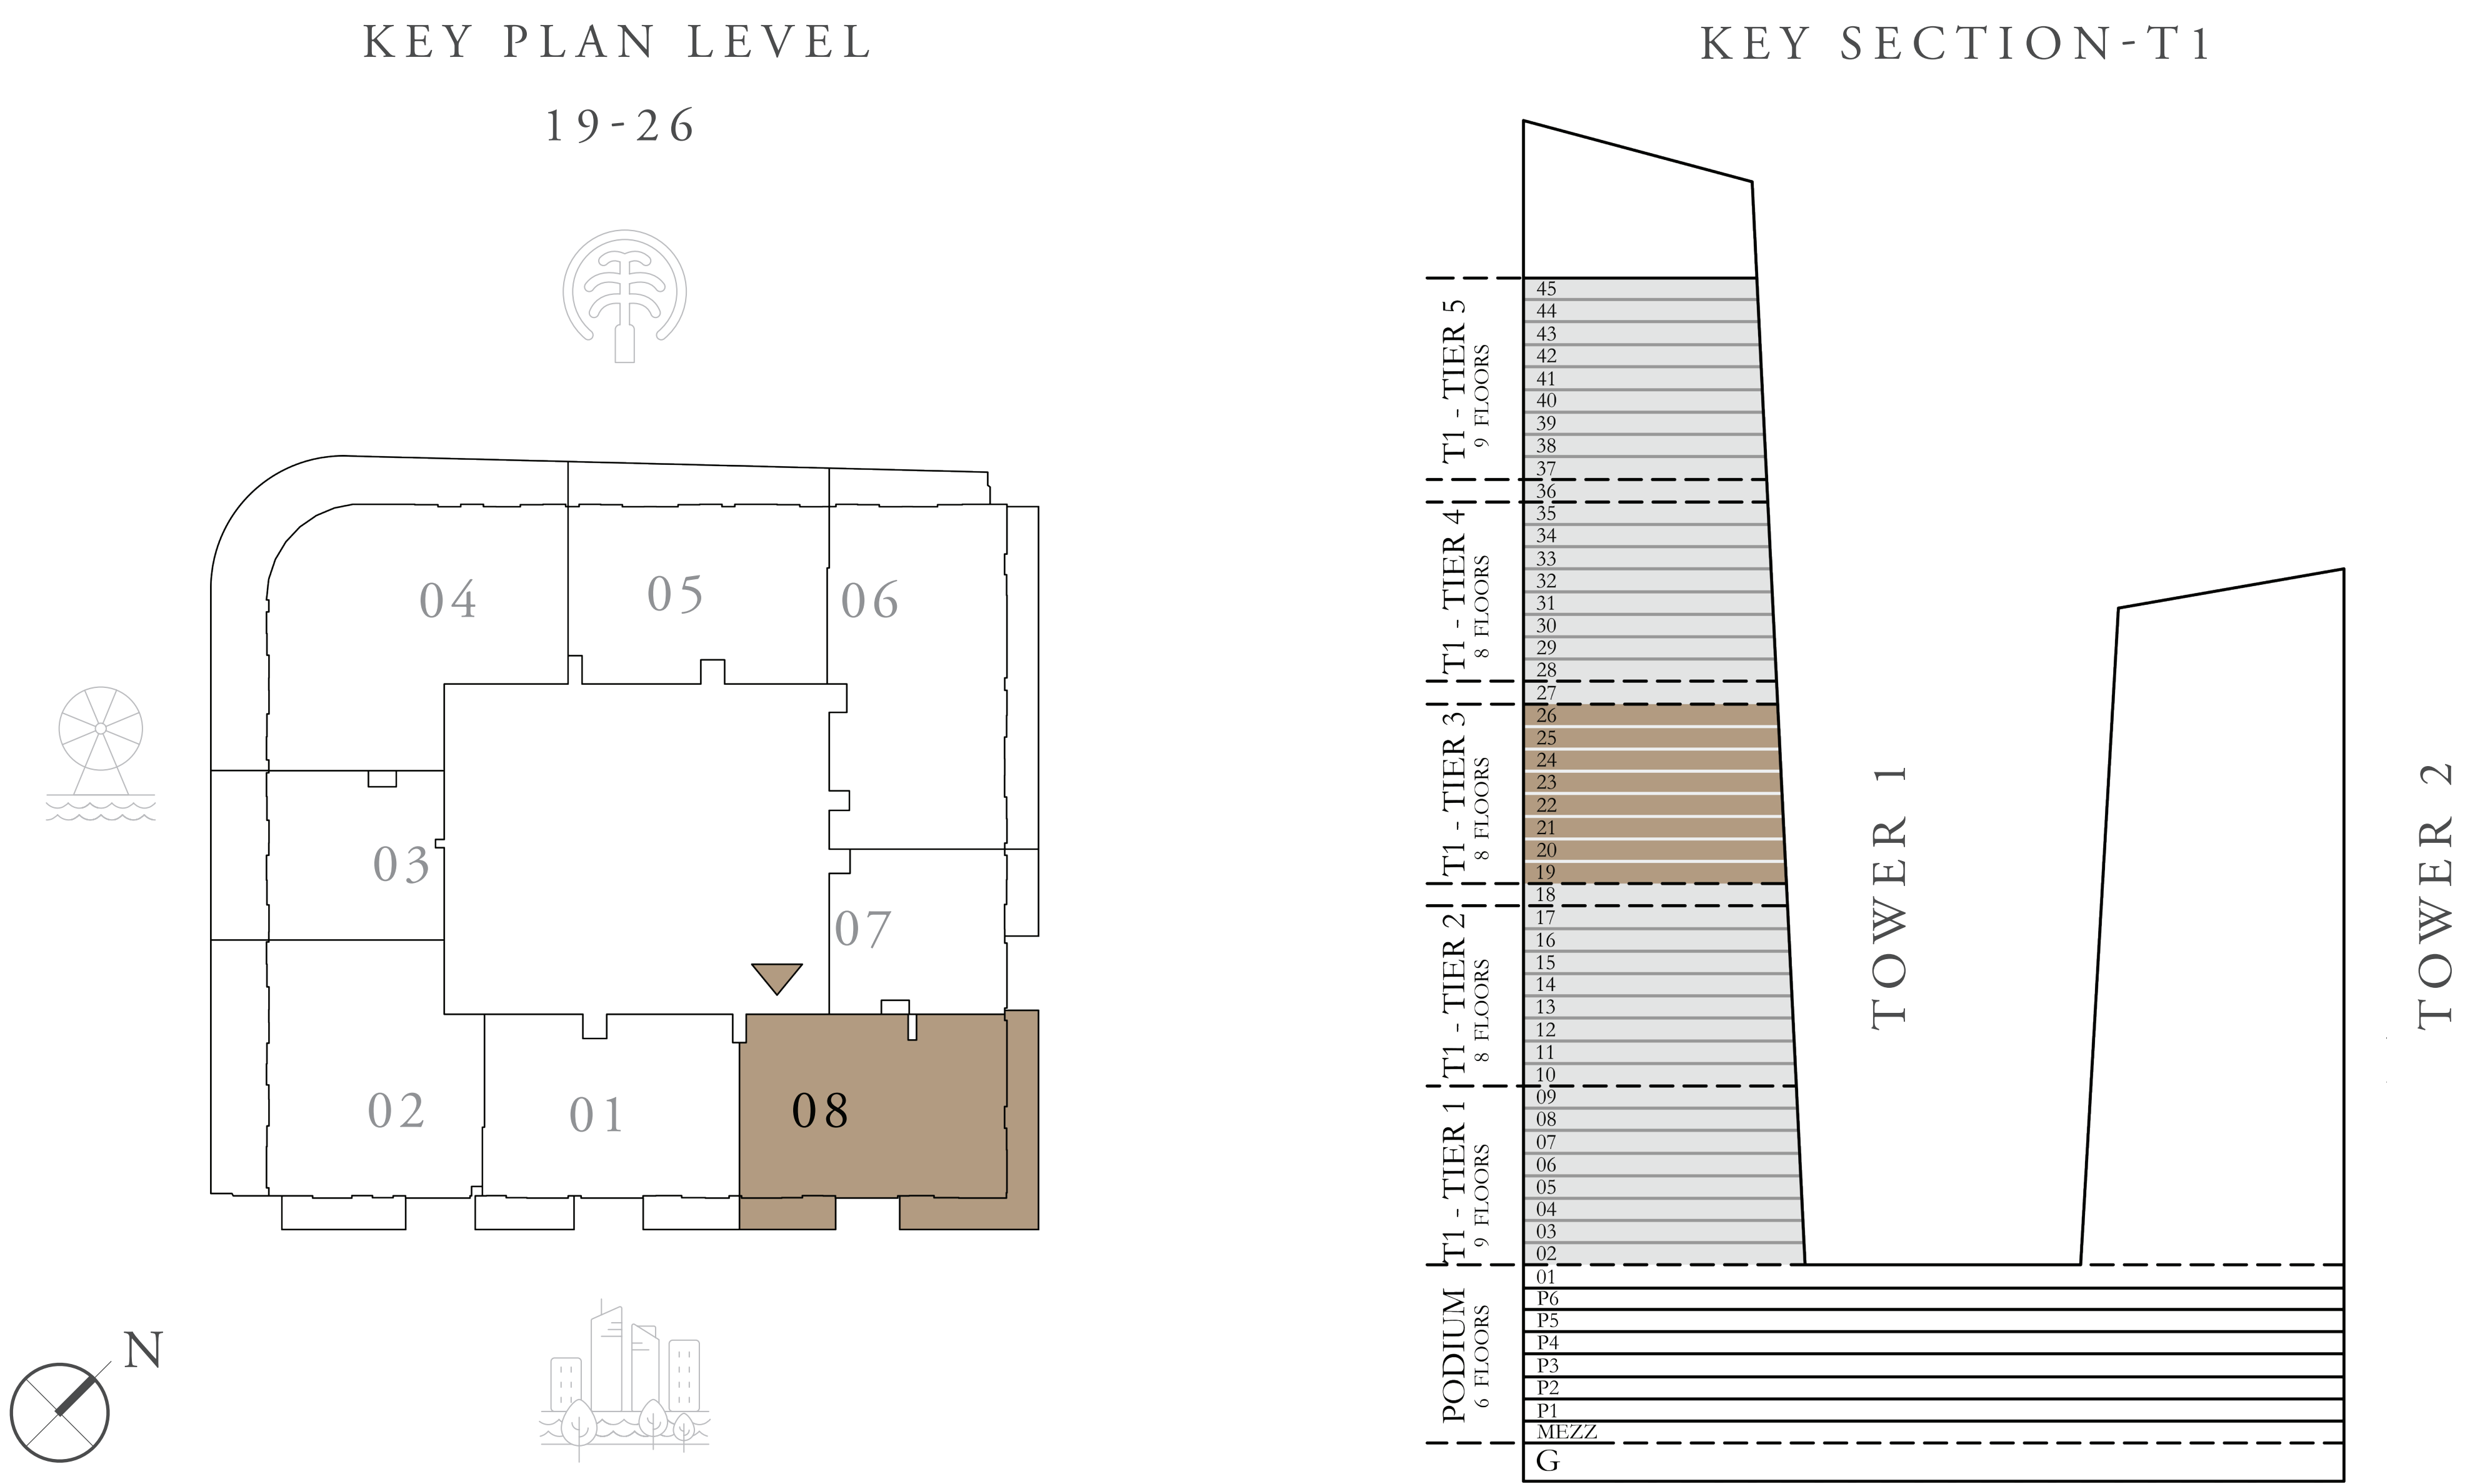 KEY PLAN LEVEL
19-26
04
05
06
03
07
02
01
08
N
KEY SECTION-T1
T1 - TIER 5
9 FLOORS
45
44
43
42
41
40
39
38
37
36
T1 - TIER 4
8 FLOORS
35
34
33
32
31
30
29
28
27
T1 - TIER 3
8 FLOORS
26
25
24
23
22
21
20
19
18
T1 - TIER 2
8 FLOORS
17
16
15
14
13
12
11
10
T1 - TIER 1
9 FLOORS
09
08
07
06
05
04
03
02
PODIUM
6 FLOORS
01
P6
P5
P4
P3
P2
P1
MEZZ
G
TOWER 1
TOWER 2